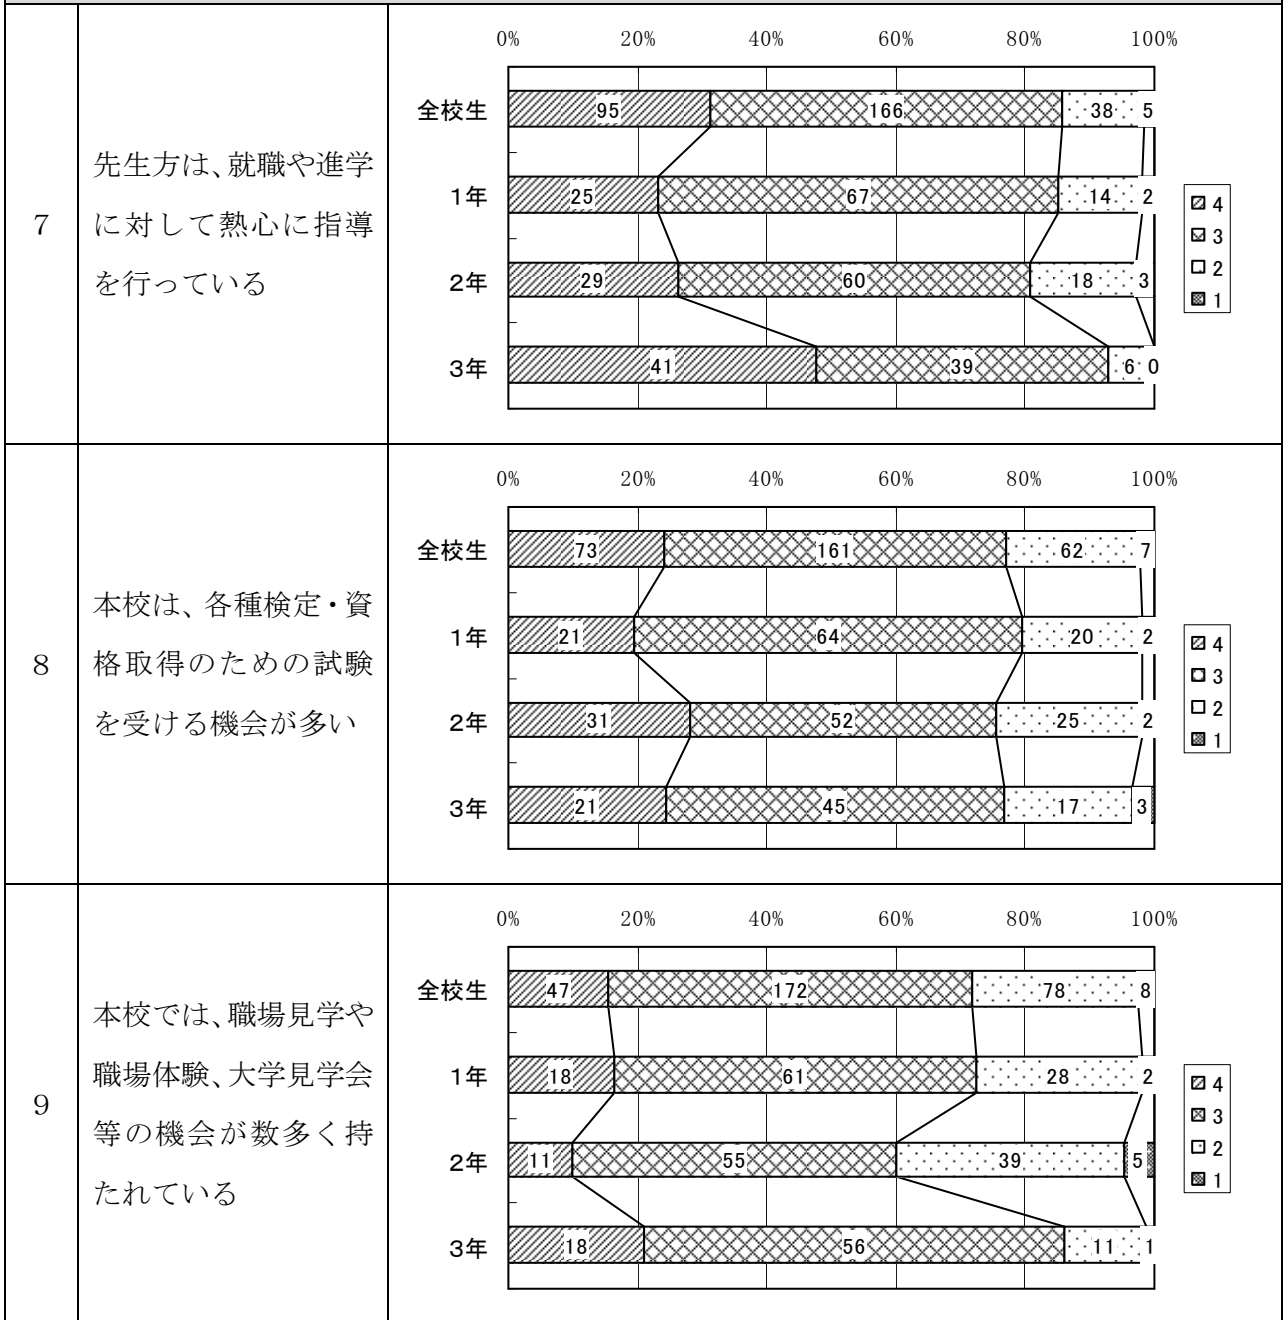 7
先生方は、就職や進学
に対して熱心に指導
を行っている
0% 20% 40% 60% 80% 100%
全校生 95 166 38 5
1年 25 67 14 2
2年 29 60 18 3
3年 41 39 6 0
4
3
2
1
8
本校は、各種検定・資
格取得のための試験
を受ける機会が多い
0% 20% 40% 60% 80% 100%
全校生 73 161 62 7
1年 21 64 20 2
2年 31 52 25 2
3年 21 45 17 3
4
3
2
1
9
本校では、職場見学や
職場体験、大学見学会
等の機会が数多く持
たれている
0% 20% 40% 60% 80% 100%
全校生 47 172 78 8
1年 18 61 28 2
2年 11 55 39 5
3年 18 56 11 1
4
3
2
1